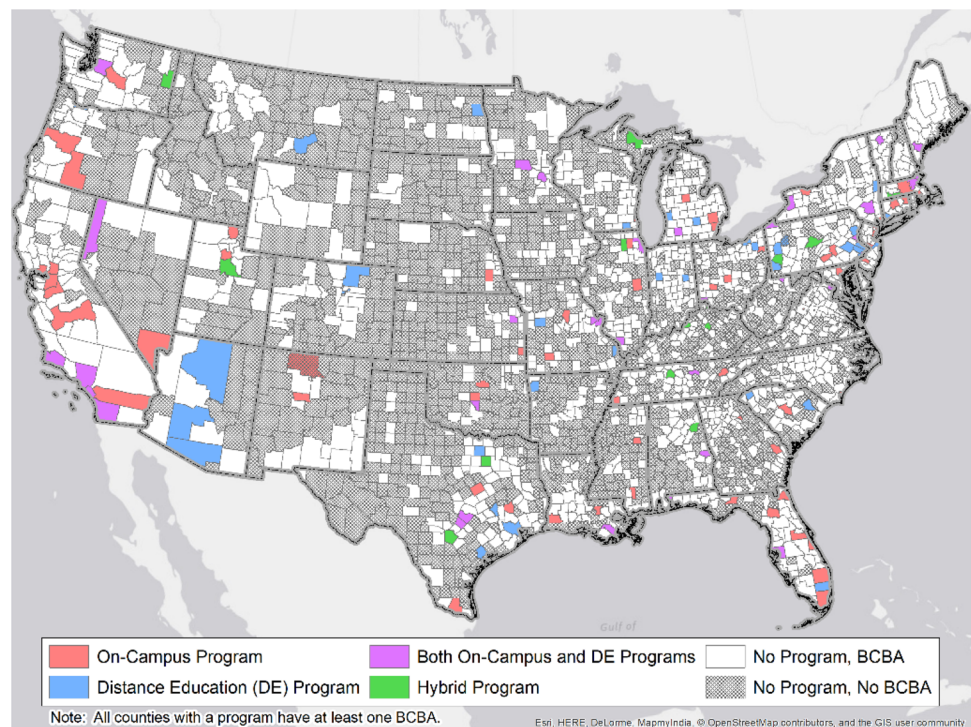 Gulf of
On-Campus Program
Both On-Campus and DE Programs
No Program, BCBA
Distance Education (DE) Program
Hybrid Program
No Program, No BCBA
Note: All counties with a program have at least one BCBA.
Esri, HERE, DeLorme, MapmyIndia, © OpenStreetMap contributors, and the GIS user community